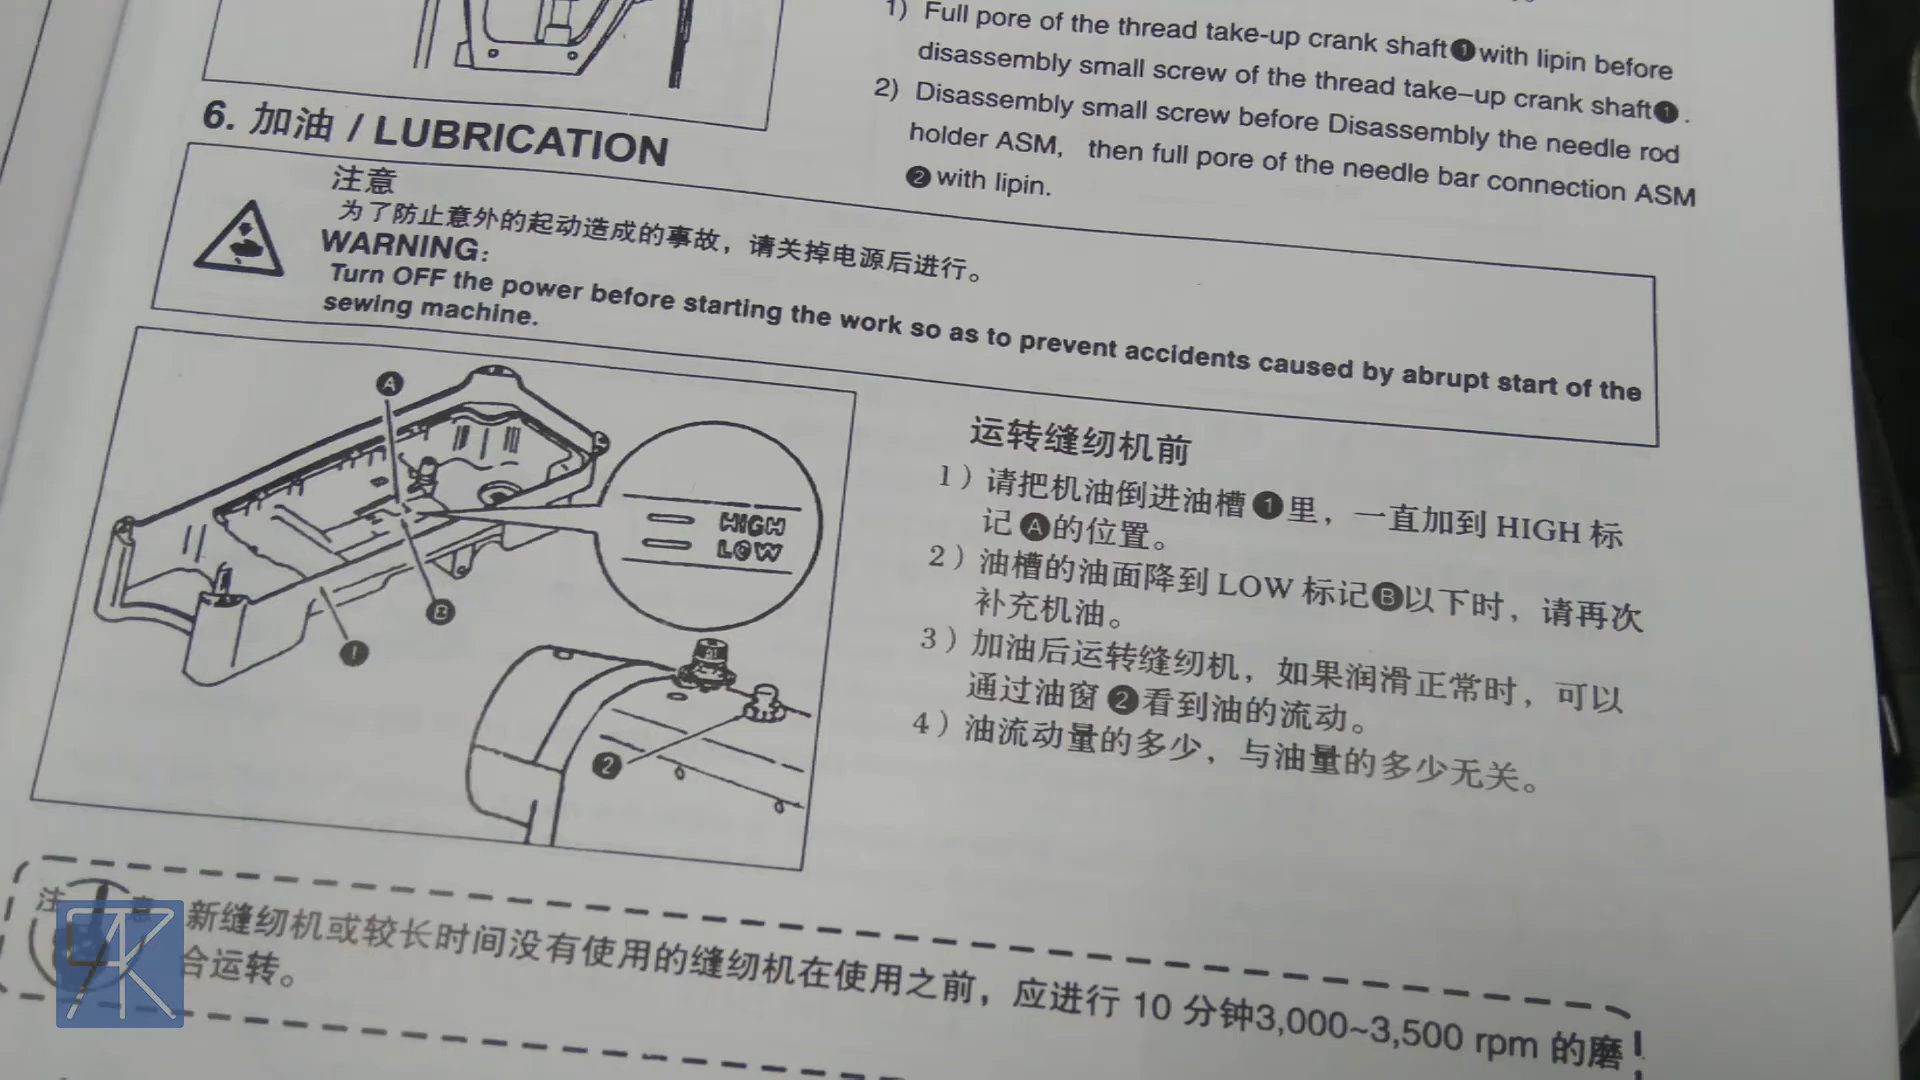 1) Full pore of the thread take-up crank shaft❶with lipin before
disassembly small screw of the thread take–up crank shaft❶.
2) Disassembly small screw before Disassembly the needle rod
holder ASM, then full pore of the needle bar connection ASM
❷ with lipin.
6. 加油 / LUBRICATION
注意
为了防止意外的起动造成的事故，请关掉电源后进行。
WARNING:
Turn OFF the power before starting the work so as to prevent accidents caused by abrupt start of the
sewing machine.
A
HIGH
LOW
B
1
2
运转缝纫机前
1）请把机油倒进油槽❶里，一直加到 HIGH 标
记🅐的位置。
2）油槽的油面降到 LOW 标记🅑以下时，请再次
补充机油。
3）加油后运转缝纫机，如果润滑正常时，可以
通过油窗❷看到油的流动。
4）油流动量的多少，与油量的多少无关。
注意
新缝纫机或较长时间没有使用的缝纫机在使用之前，应进行 10 分钟3,000~3,500 rpm 的磨
合运转。